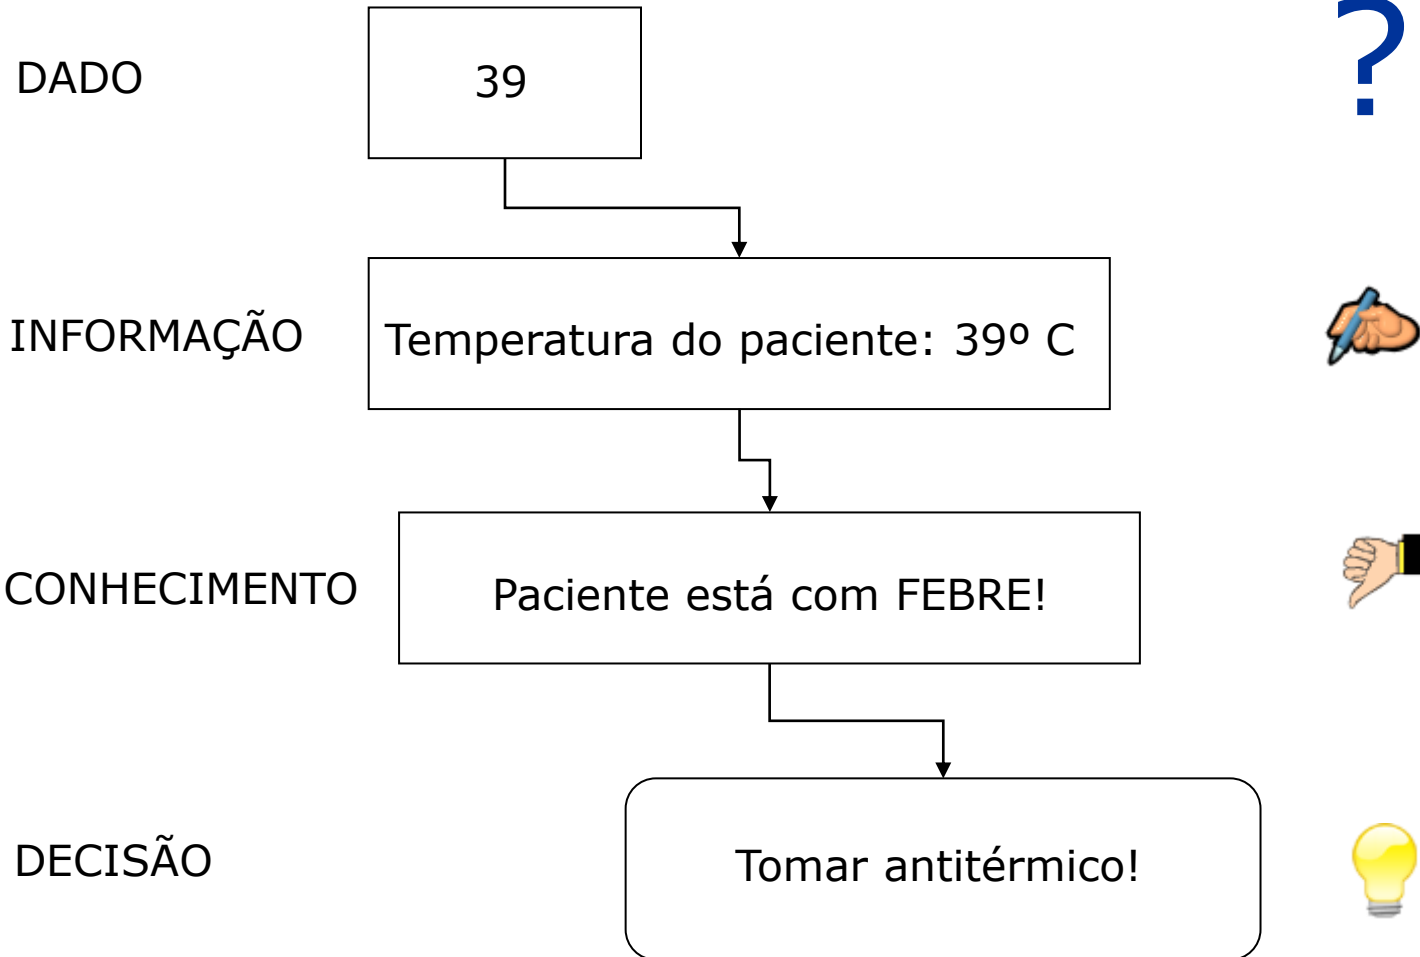 ?
DADO
39
INFORMAÇÃO
Temperatura do paciente: 39º C
CONHECIMENTO
Paciente está com FEBRE!
DECISÃO
Tomar antitérmico!